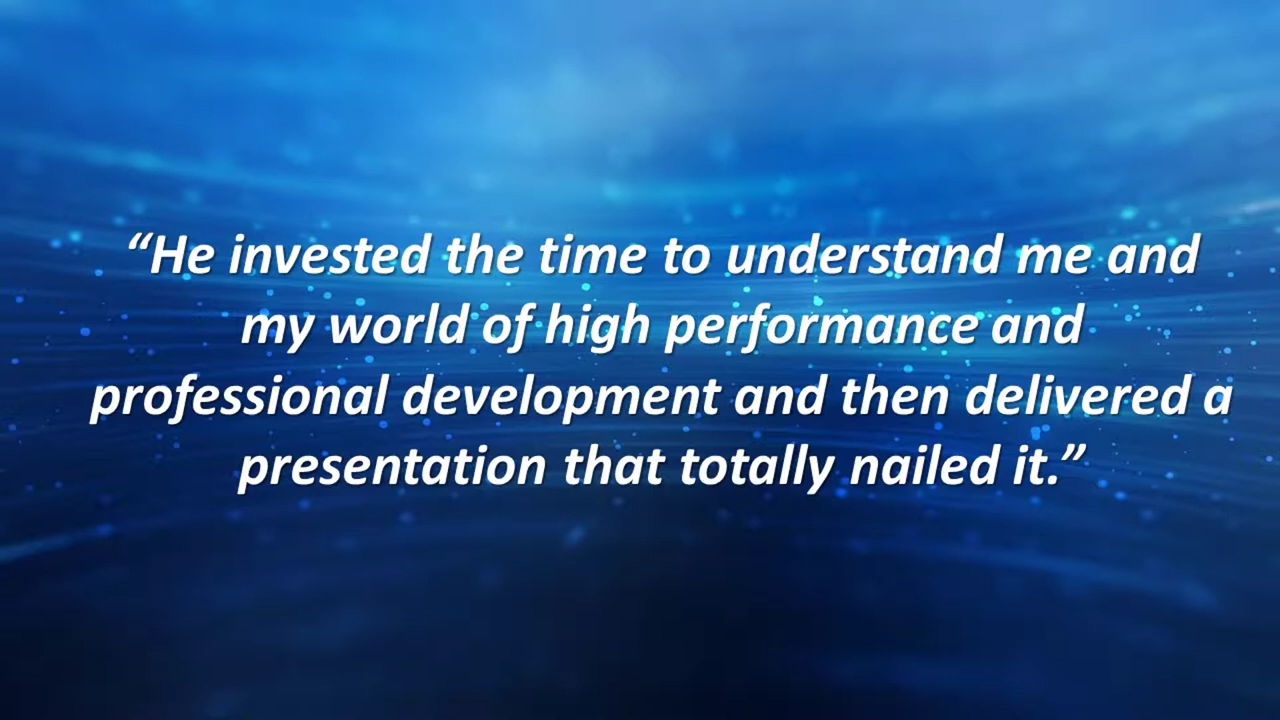 “He invested the time to understand me and
my world of high performance and
professional development and then delivered a
presentation that totally nailed it.”